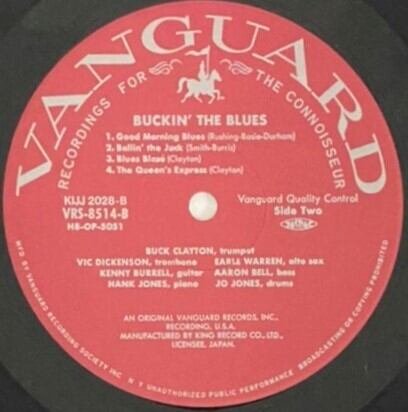 VANGUARD
RECORDINGS FOR THE CONNOISSEUR
BUCKIN' THE BLUES
1. Good Morning Blues (Rushing-Basie-Durham)
2. Ballin' the Jack (Smith-Burris)
3. Blues Blasé (Clayton)
4. The Queen's Express (Clayton)
KIJJ 2028-B
VRS-8514-B
HB-OP-5051
Vanguard Quality Control
Side Two
BUCK CLAYTON, trumpet
VIC DICKENSON, trombone EARLE WARREN, alto sax
KENNY BURRELL, guitar AARON BELL, bass
HANK JONES, piano JO JONES, drums
AN ORIGINAL VANGUARD RECORDS, INC.,
RECORDING, U.S.A.
MANUFACTURED BY KING RECORD CO., LTD.,
LICENSEE, JAPAN.
MFD BY VANGUARD RECORDING SOCIETY INC N Y UNAUTHORIZED PUBLIC PERFORMANCE BROADCASTING OR COPYING PROHIBITED